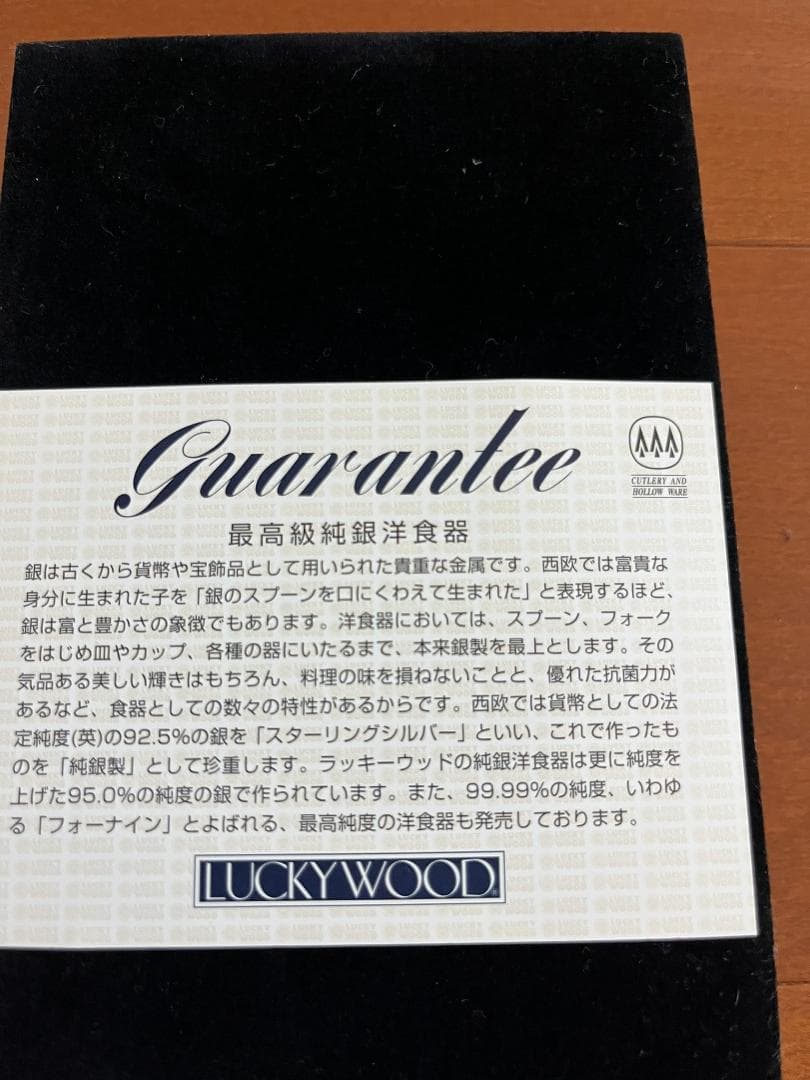 Guarantee
CUTLERY AND
HOLLOW WARE
最高級純銀洋食器
銀は古くから貨幣や宝飾品として用いられた貴重な金属です。西欧では富貴な
身分に生まれた子を「銀のスプーンを口にくわえて生まれた」と表現するほど、
銀は富と豊かさの象徴でもあります。洋食器においては、スプーン、フォーク
をはじめ皿やカップ、各種の器にいたるまで、本来銀製を最上とします。その
気品ある美しい輝きはもちろん、料理の味を損ねないことと、優れた抗菌力が
あるなど、食器としての数々の特性があるからです。西欧では貨幣としての法
定純度(英)の92.5%の銀を「スターリングシルバー」といい、これで作ったも
のを「純銀製」として珍重します。ラッキーウッドの純銀洋食器は更に純度を
上げた95.0%の純度の銀で作られています。また、99.99%の純度、いわゆ
る「フォーナイン」とよばれる、最高純度の洋食器も発売しております。
LUCKYWOOD®